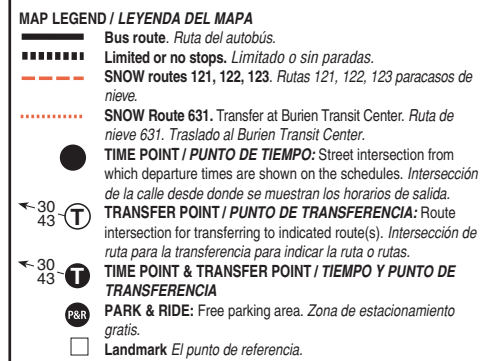 MAP LEGEND / LEYENDA DEL MAPA
Bus route. Ruta del autobús.
Limited or no stops. Limitado o sin paradas.
SNOW routes 121, 122, 123. Rutas 121, 122, 123 paracasos de
nieve.
SNOW Route 631. Transfer at Burien Transit Center. Ruta de
nieve 631. Traslado al Burien Transit Center.
TIME POINT / PUNTO DE TIEMPO: Street intersection from
which departure times are shown on the schedules. Intersección
de la calle desde donde se muestran los horarios de salida.
30
43 T TRANSFER POINT / PUNTO DE TRANSFERENCIA: Route
intersection for transferring to indicated route(s). Intersección de
ruta para la transferencia para indicar la ruta o rutas.
30
43 T TIME POINT & TRANSFER POINT / TIEMPO Y PUNTO DE
TRANSFERENCIA
P&R PARK & RIDE: Free parking area. Zona de estacionamiento
gratis.
Landmark El punto de referencia.